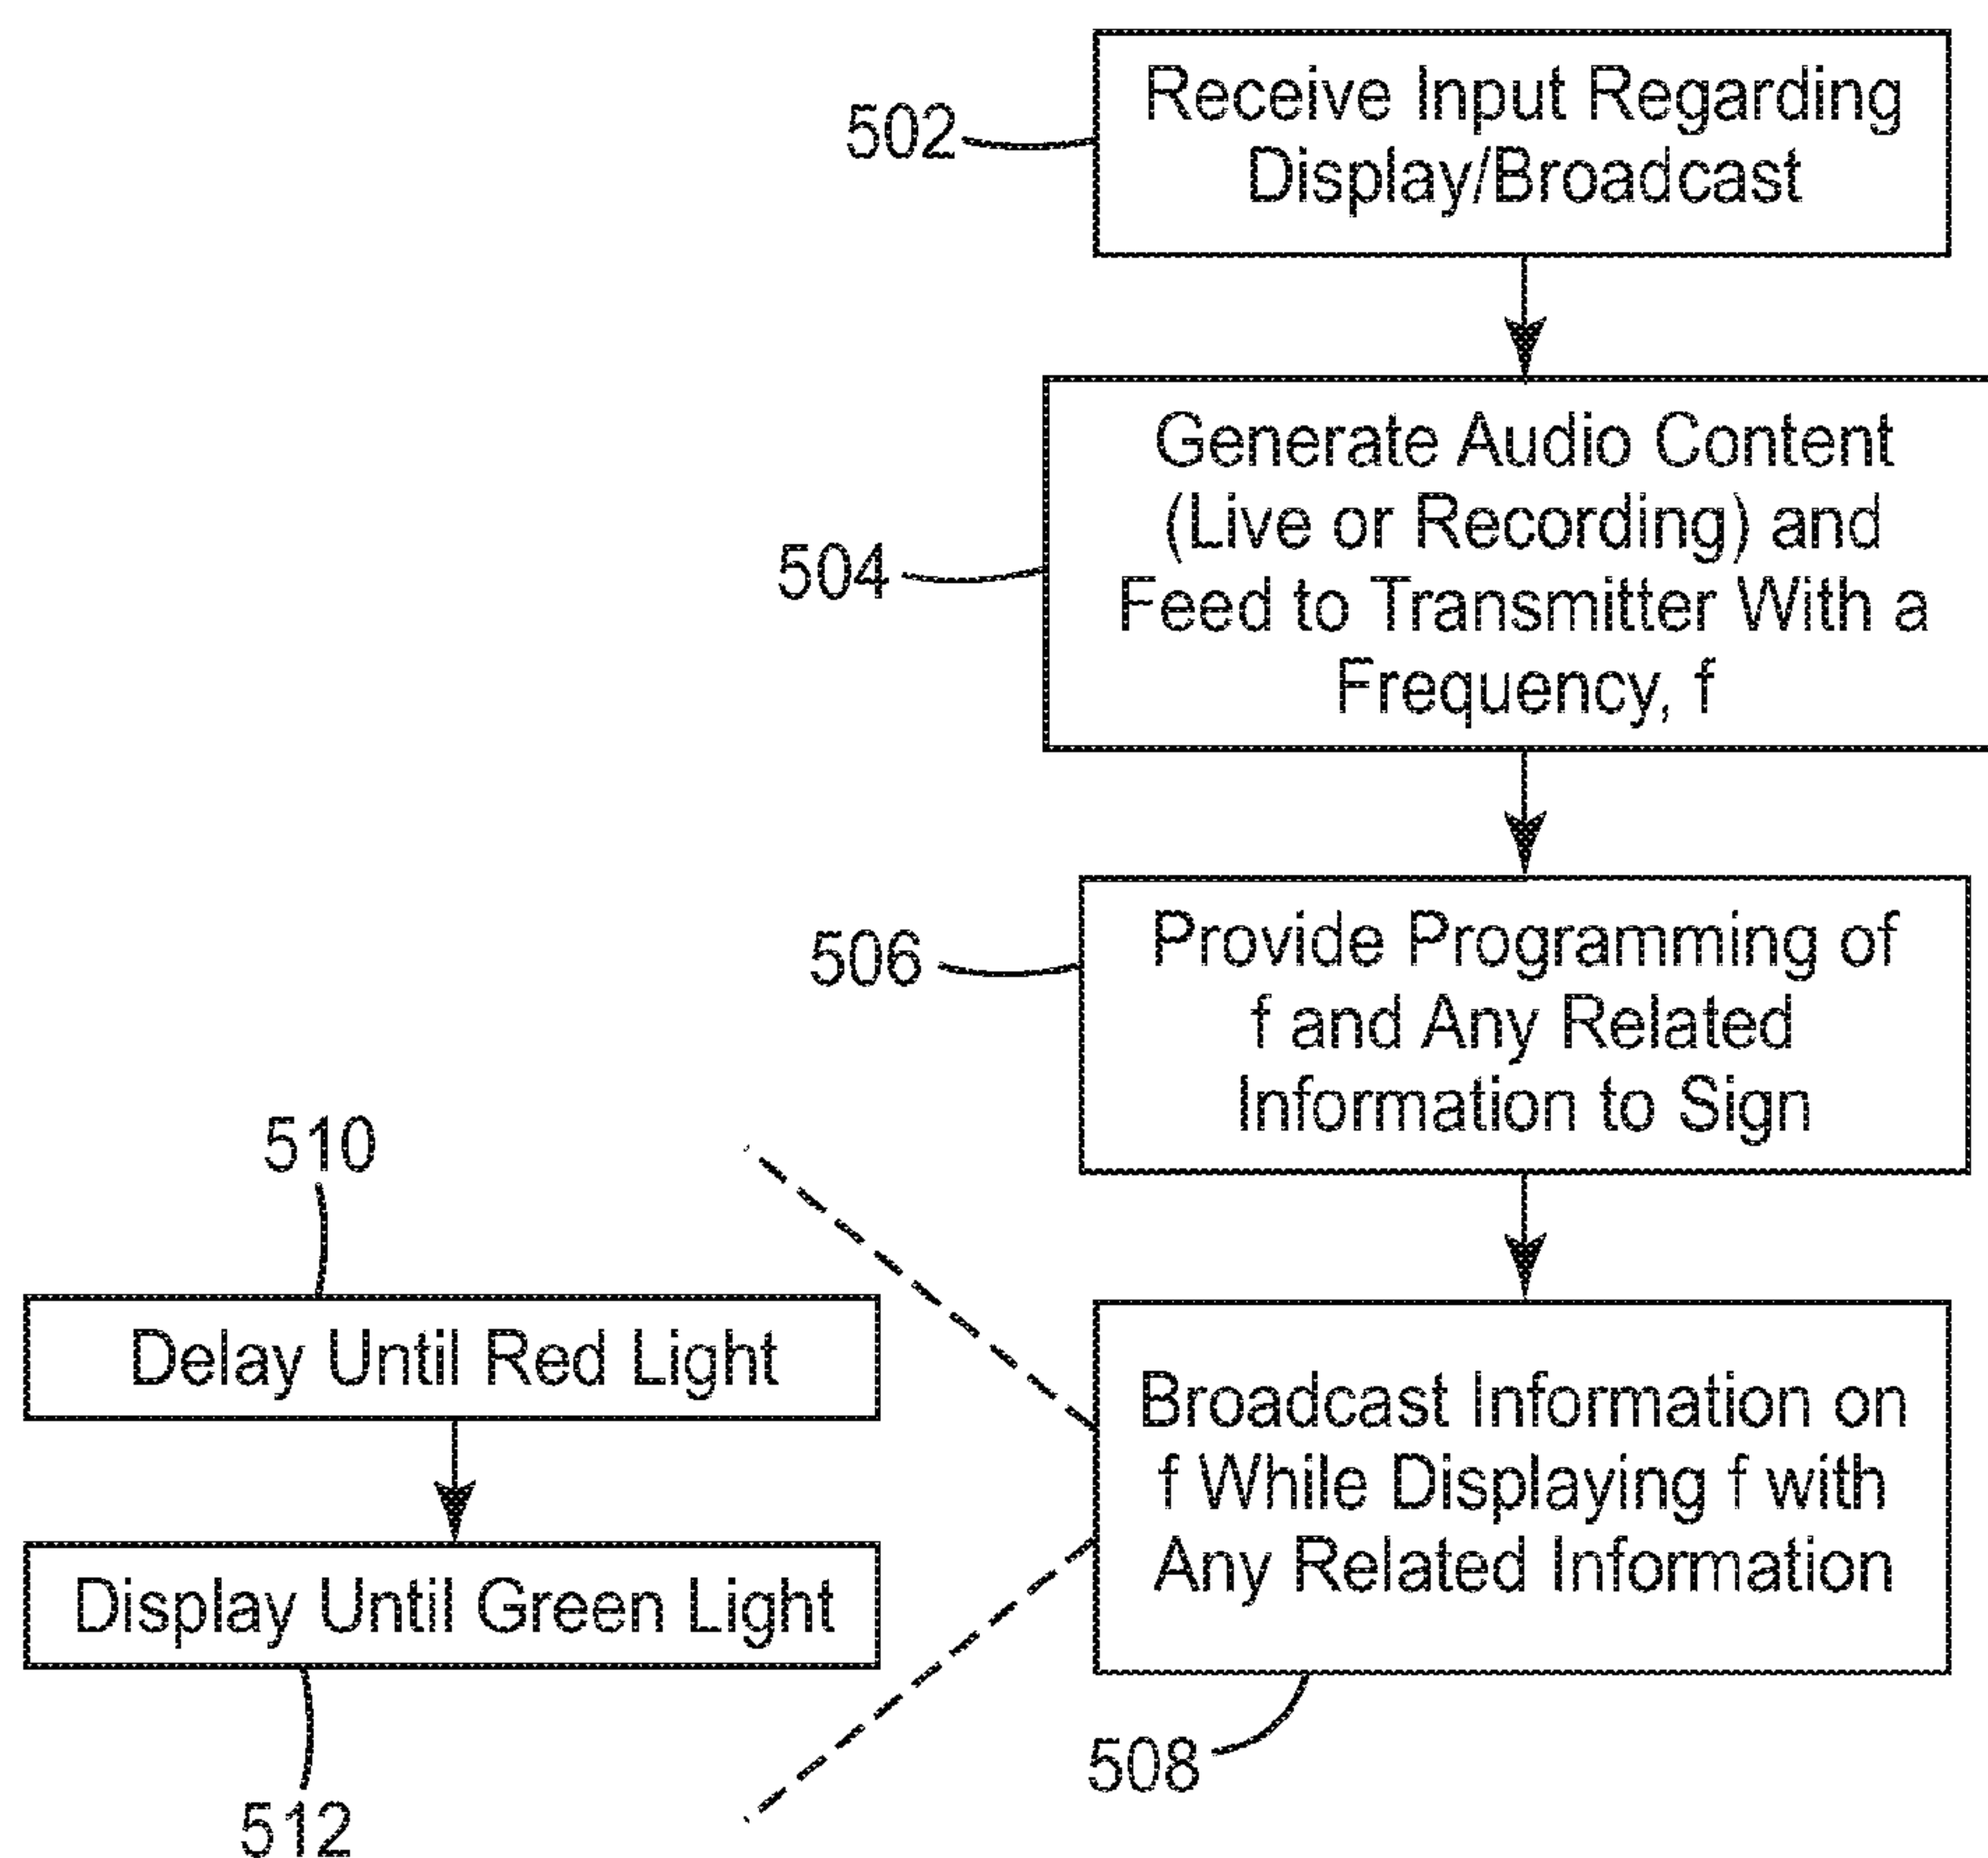 502
Receive Input Regarding
Display/Broadcast
504
Generate Audio Content
(Live or Recording) and
Feed to Transmitter With a
Frequency, f
506
Provide Programming of
f and Any Related
Information to Sign
510
Delay Until Red Light
Display Until Green Light
512
Broadcast Information on
f While Displaying f with
Any Related Information
508